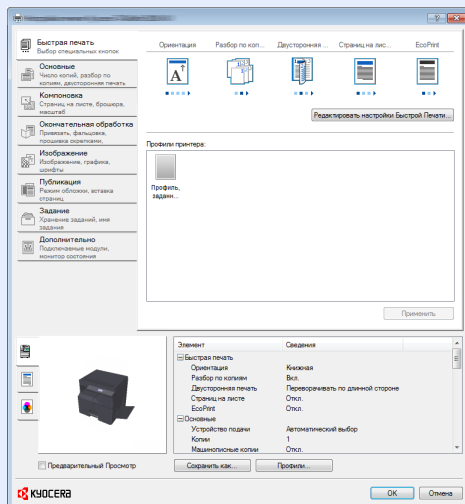 Быстрая печать
Выбор специальных кнопок
Основные
Число копий, разбор по
копиям, двусторонняя печать
Компоновка
Страниц на листе, брошюра,
масштаб
Окончательная обработка
Привязать, фальцовка,
прошивка скрепками,
Изображение
Изображение, графика,
шрифты
Публикация
Режим обложки, вставка
страниц
Задание
Хранение заданий, имя
задания
Дополнительно
Подключаемые модули,
монитор состояния
Ориентация Разбор по коп... Двусторонняя ... Страниц на лис... EcoPrint
Редактировать настройки Быстрой Печати...
Профили принтера:
Профиль,
заданн...
Применить
Элемент Сведения
Быстрая печать
Ориентация Книжная
Разбор по копиям Вкл.
Двусторонняя печать Переворачивать по длинной стороне
Страниц на листе Откл.
EcoPrint Откл.
Основные
Устройство подачи Автоматический выбор
Копии 1
Машинописные копии Откл.
Предварительный Просмотр
Сохранить как... Профили...
KYOCERA
OK Отмена